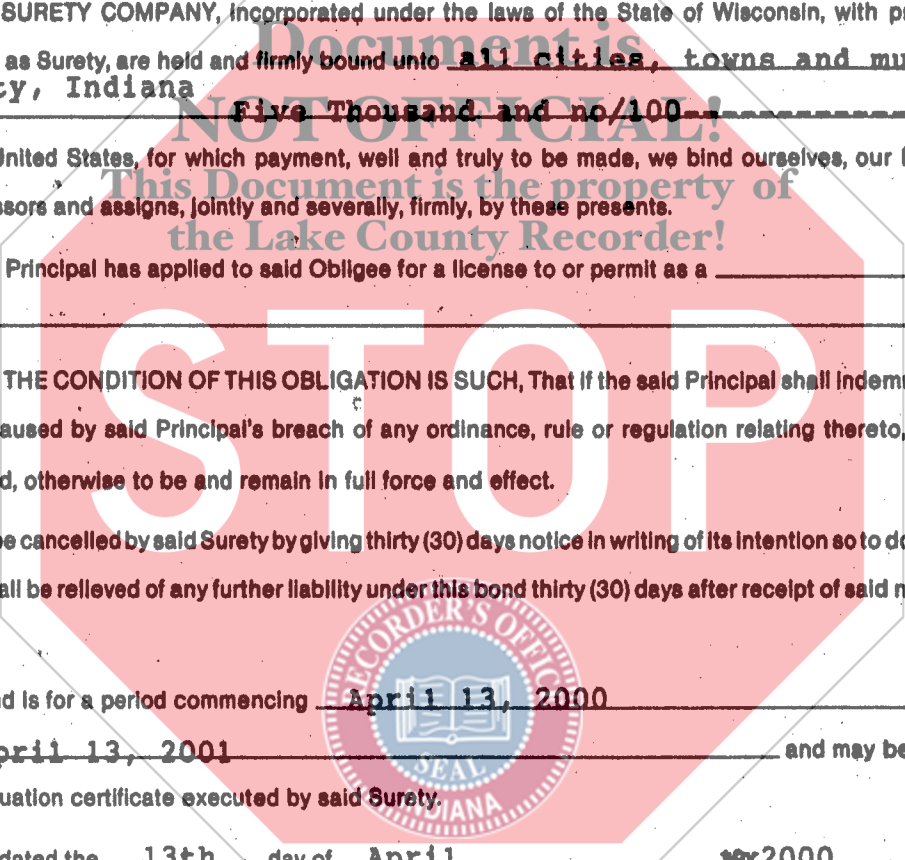 SURETY COMPANY, incorporated under the laws of the State of Wisconsin, with
Document is
as Surety, are held and firmly bound unto all cities, towns and
Indiana
NOT OFFICIAL!
Five Thousand and no/100
United States, for which payment, well and truly to be made, we bind ourselves, our
This Document is the property of
and assigns, jointly and severally, firmly, by these presents.
the Lake County Recorder!
Principal has applied to said Obligee for a license to or permit as a
STOP
THE CONDITION OF THIS OBLIGATION IS SUCH, That if the said Principal shall
aused by said Principal's breach of any ordinance, rule or regulation relating thereto,
otherwise to be and remain in full force and effect.
be cancelled by said Surety by giving thirty (30) days notice in writing of its intention so to do
all be relieved of any further liability under this bond thirty (30) days after receipt of said
RECORDER'S OFFIC
is for a period commencing April 13, 2000
pril 13, 2001 and may be
SEAL
INDIANA
uation certificate executed by said Surety.
dated the 13th day of April 2000